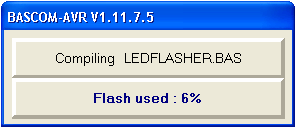 BASCOM-AVR V1.11.7.5
Compiling LEDFLASHER.BAS
Flash used : 6%